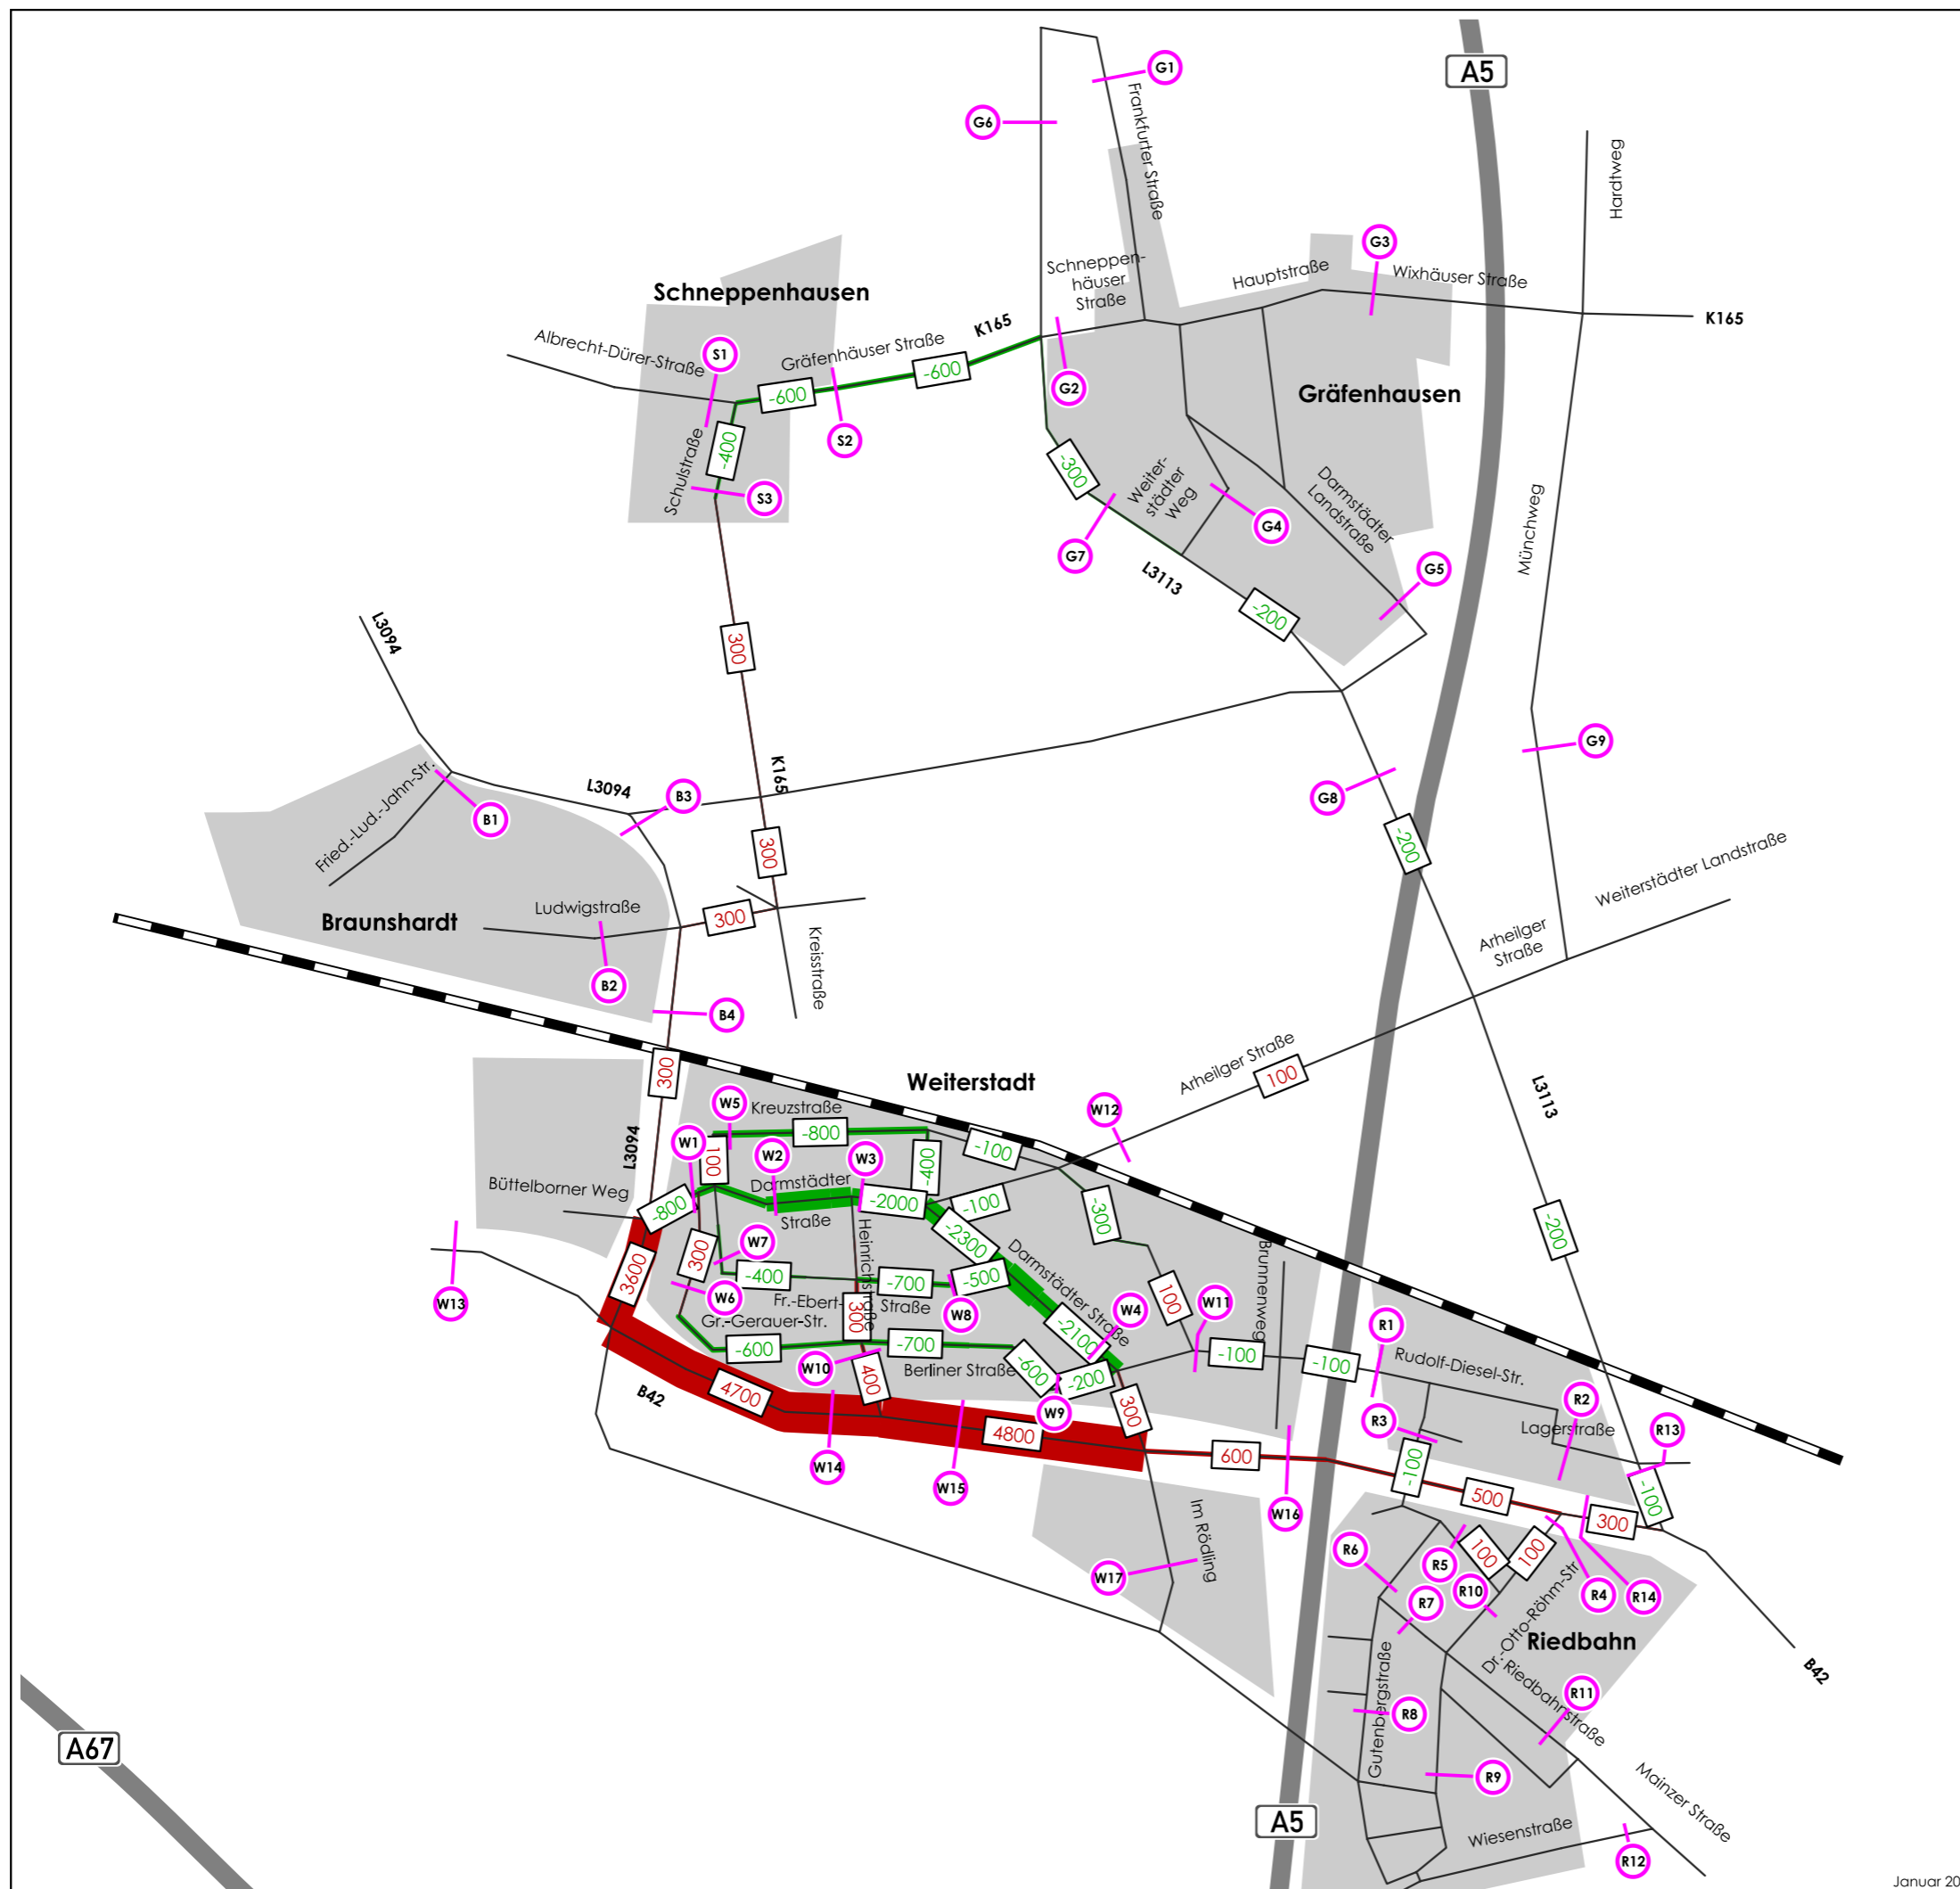 G1
A5
G6
Frankfurter Straße
Hardtweg
G3
Schneppen-
häuser
Straße
Hauptstraße
Wixhäuser Straße
Schneppenhausen
K165
K165
Albrecht-Dürer-Straße
S1
Gräfenhäuser Straße
-600
-600
G2
Gräfenhausen
-400
S2
Schulstraße
S3
-300
Weiter-
städter
Weg
G4
Darmstädter
Landstraße
G7
L3113
G5
Münchweg
-200
L3094
300
G9
K165
L3094
B3
G8
B1
Fried.-Lud.-Jahn-Str.
300
-200
Weiterstädter Landstraße
Braunshardt
Ludwigstraße
300
Kreisstraße
Arheilger
Straße
B2
B4
300
Weiterstadt
Arheilger Straße
100
L3113
W5
Kreuzstraße
W12
-800
W1
100
W2
W3
-400
-100
L3094
Büttelborner Weg
Darmstädter
Straße
-800
-2000
-100
-300
-200
Heinrichstraße
-2300
Darmstädter Straße
Brunnenweg
3600
300
W7
-400
-700
-500
W6
Fr.-Ebert-
Straße
W8
W13
300
100
W11
W4
Gr.-Gerauer-Str.
-2100
R1
-600
-700
-100
-100
Rudolf-Diesel-Str.
W10
Berliner Straße
-600
-200
B42
4700
400
W9
300
R3
R2
Lagerstraße
R13
4800
600
-100
W14
W15
W16
500
300
-100
Im Rödling
R6
R5
100
100
W17
R10
R4
R14
R7
Dr.-Otto-Röhm-Str.
Riedbahn
B42
Riedbahnstraße
R11
Gutenbergstraße
R8
A67
R9
Mainzer Straße
A5
Wiesenstraße
R12
Januar 20